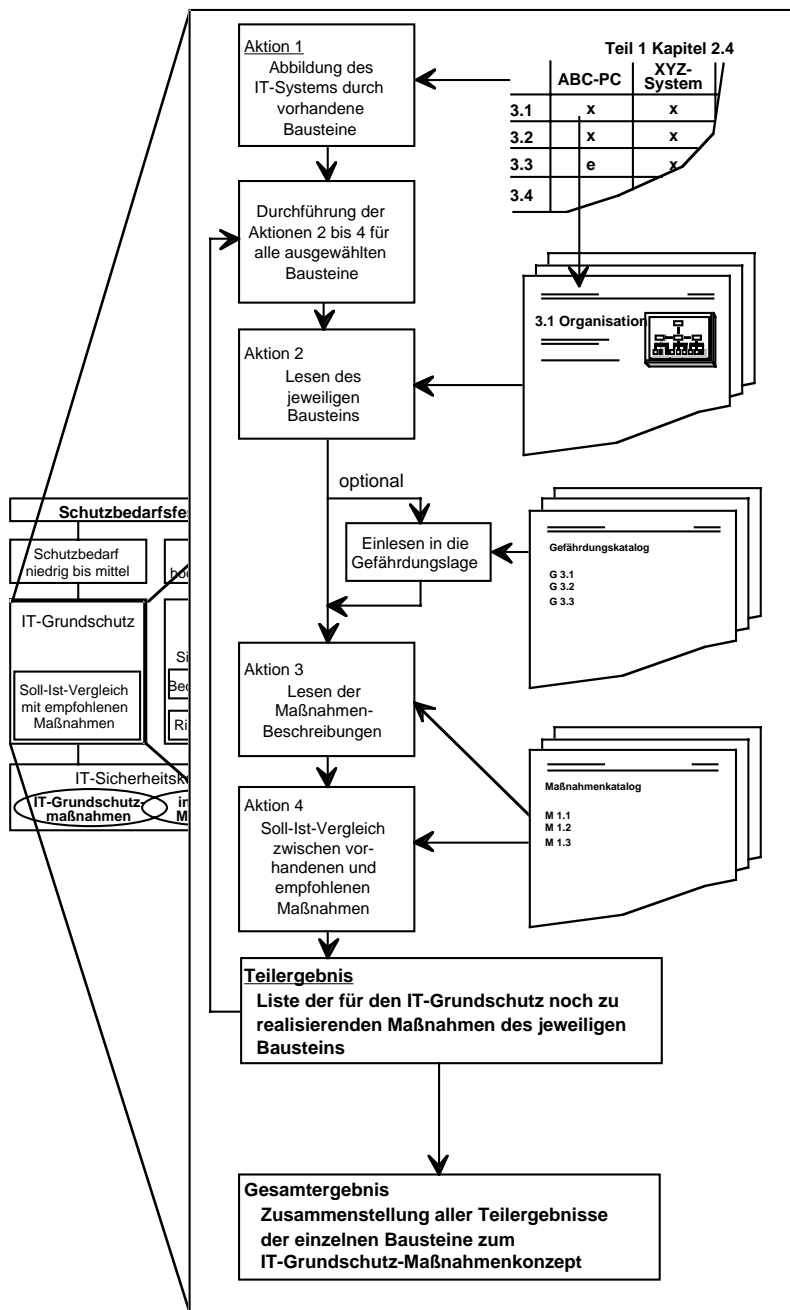 Aktion 1
Abbildung des
IT-Systems durch
vorhandene
Bausteine
Teil 1 Kapitel 2.4
ABC-PC
XYZ-
System
3.1 x x
3.2 x x
3.3 e x
3.4
Durchführung der
Aktionen 2 bis 4 für
alle ausgewählten
Bausteine
3.1 Organisation
Aktion 2
Lesen des
jeweiligen
Bausteins
optional
Einlesen in die
Gefährdungslage
Gefährdungskatalog
G 3.1
G 3.2
G 3.3
Schutzbedarfsfes
Schutzbedarf
niedrig bis mittel
IT-Grundschutz
Soll-Ist-Vergleich
mit empfohlenen
Maßnahmen
Si
Ri
IT-Grundschutz-
maßnahmen
in
M
Aktion 3
Lesen der
Maßnahmen-
Beschreibungen
Maßnahmenkatalog
M 1.1
M 1.2
M 1.3
Aktion 4
Soll-Ist-Vergleich
zwischen vor-
handenen und
empfohlenen
Maßnahmen
Teilergebnis
Liste der für den IT-Grundschutz noch zu
realisierenden Maßnahmen des jeweiligen
Bausteins
Gesamtergebnis
Zusammenstellung aller Teilergebnisse
der einzelnen Bausteine zum
IT-Grundschutz-Maßnahmenkonzept